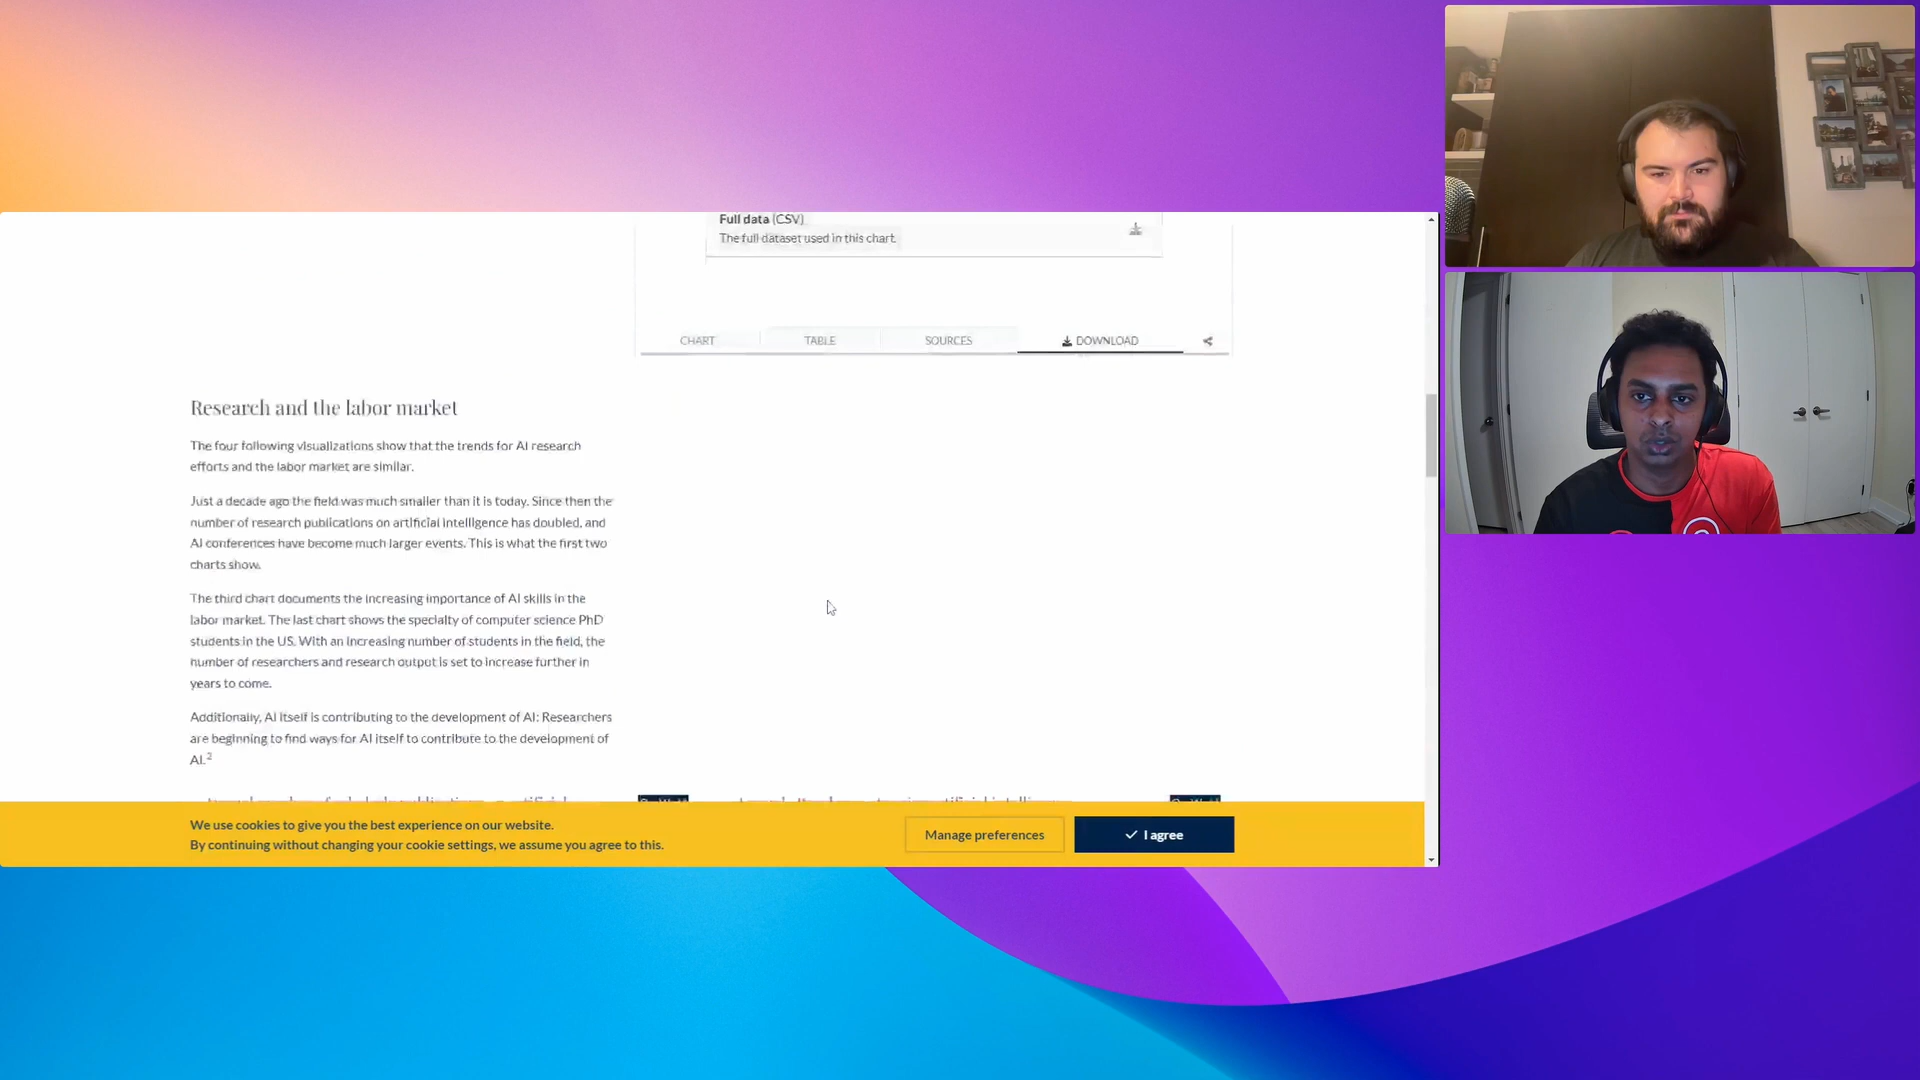 Full data (CSV)
The full dataset used in this chart.
CHART
TABLE
SOURCES
DOWNLOAD
Research and the labor market
The four following visualizations show that the trends for AI research
efforts and the labor market are similar.
Just a decade ago the field was much smaller than it is today. Since then the
number of research publications on artificial intelligence has doubled, and
AI conferences have become much larger events. This is what the first two
charts show.
The third chart documents the increasing importance of AI skills in the
labor market. The last chart shows the specialty of computer science PhD
students in the US. With an increasing number of students in the field, the
number of researchers and research output is set to increase further in
years to come.
Additionally, AI itself is contributing to the development of AI: Researchers
are beginning to find ways for AI itself to contribute to the development of
AI.²
We use cookies to give you the best experience on our website.
By continuing without changing your cookie settings, we assume you agree to this.
Manage preferences
I agree